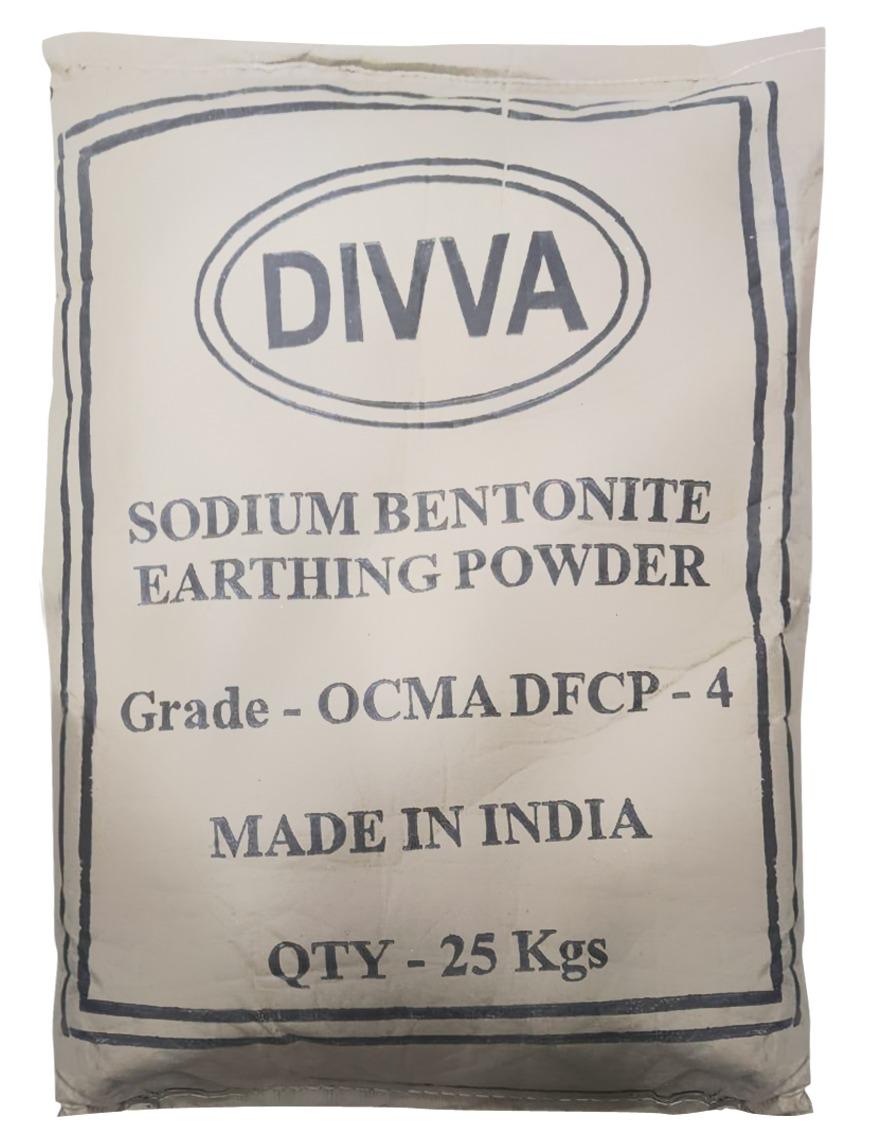 DIVVA
SODIUM BENTONITE
EARTHING POWDER
Grade - OCMA DFCP - 4
MADE IN INDIA
QTY - 25 Kgs